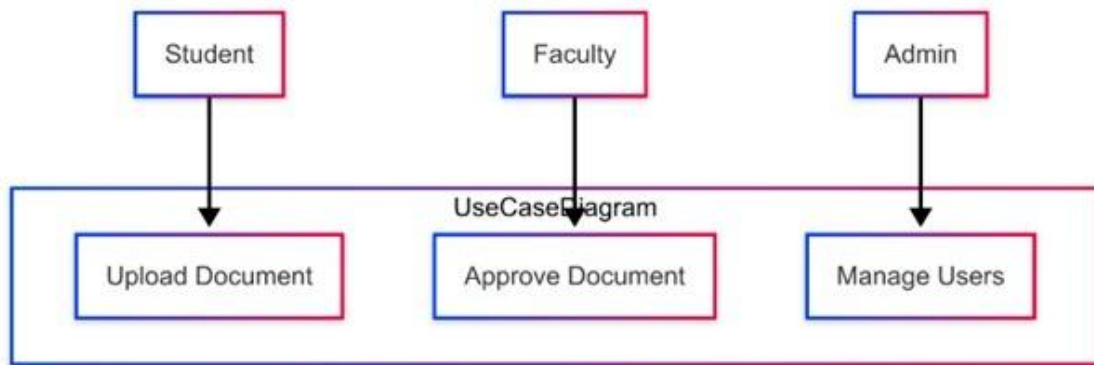 Student
Faculty
Admin
UseCaseDiagram
Upload Document
Approve Document
Manage Users